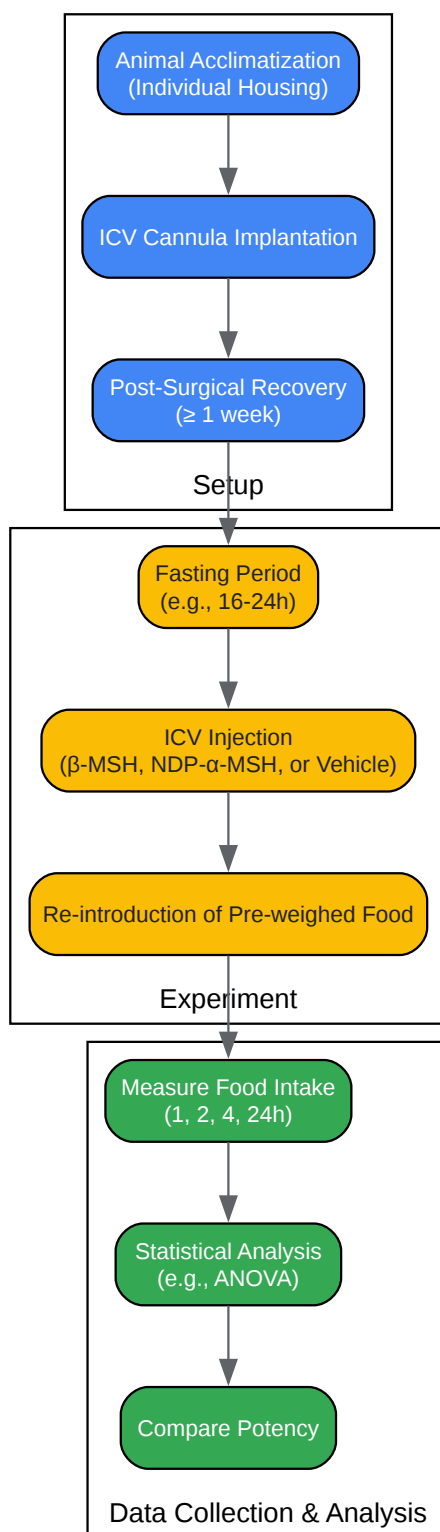 Animal Acclimatization
(Individual Housing)
ICV Cannula Implantation
Post-Surgical Recovery
(≥ 1 week)
Setup
Fasting Period
(e.g., 16-24h)
ICV Injection
(β-MSH, NDP-α-MSH, or Vehicle)
Re-introduction of Pre-weighed Food
Experiment
Measure Food Intake
(1, 2, 4, 24h)
Statistical Analysis
(e.g., ANOVA)
Compare Potency
Data Collection & Analysis